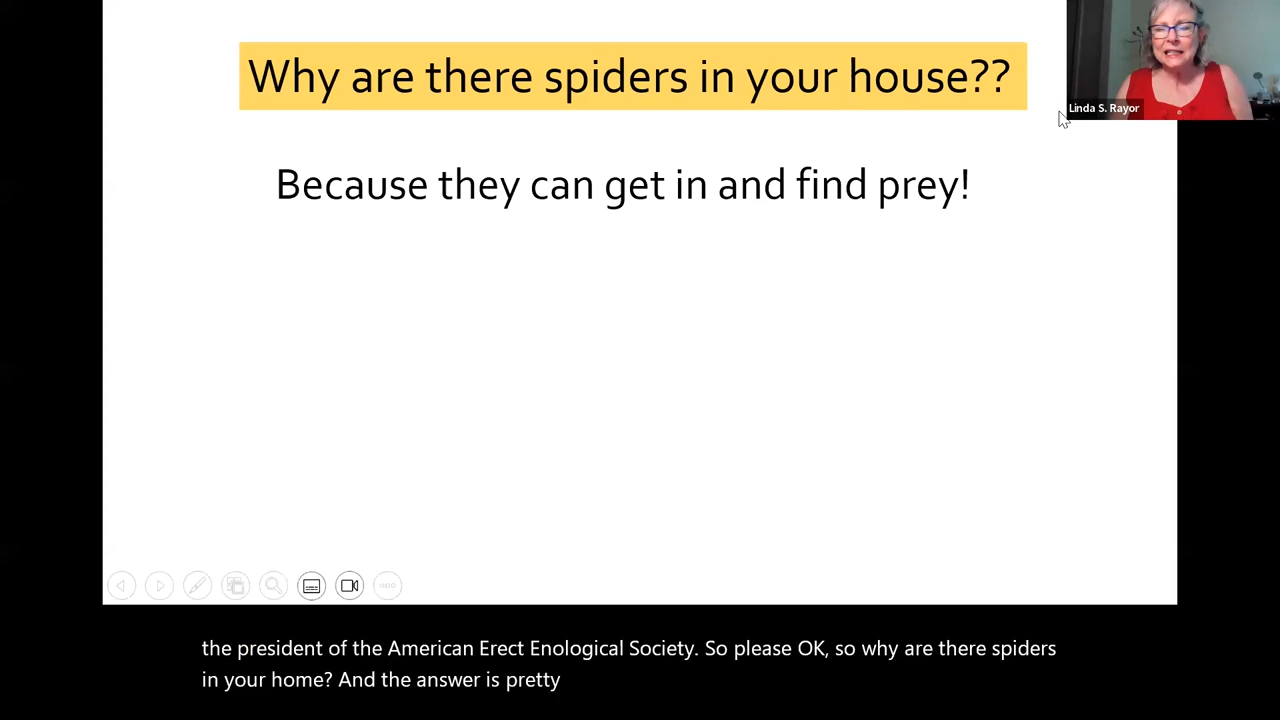 Why are there spiders in your house??
Because they can get in and find prey!
Linda S. Rayor
the president of the American Erect Enological Society. So please OK, so why are there spiders
in your home? And the answer is pretty